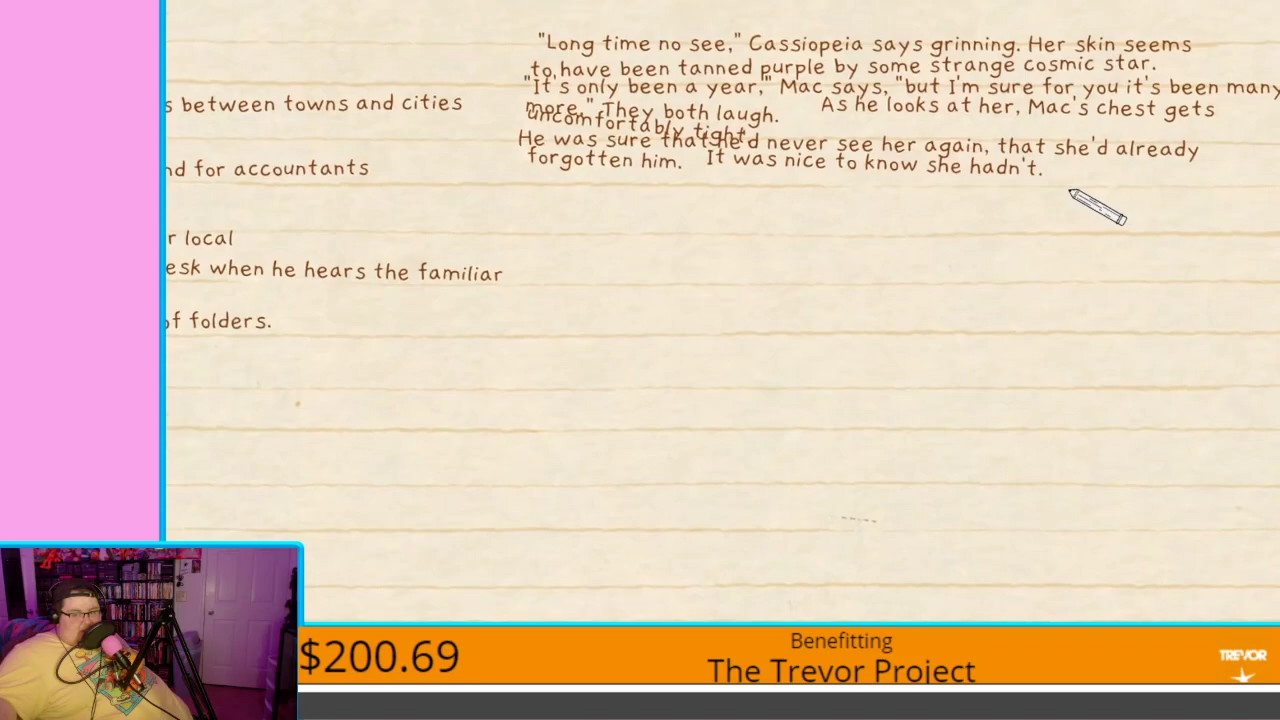 s between towns and cities
nd for accountants
r local
esk when he hears the familiar
of folders.
"Long time no see," Cassiopeia says grinning. Her skin seems
to have been tanned purple by some strange cosmic star.
"It's only been a year," Mac says, "but I'm sure for you it's been many
more." They both laugh. As he looks at her, Mac's chest gets
uncomfortably tight.
He was sure that he'd never see her again, that she'd already
forgotten him. It was nice to know she hadn't.
$200.69
Benefitting
The Trevor Project
TREVOR